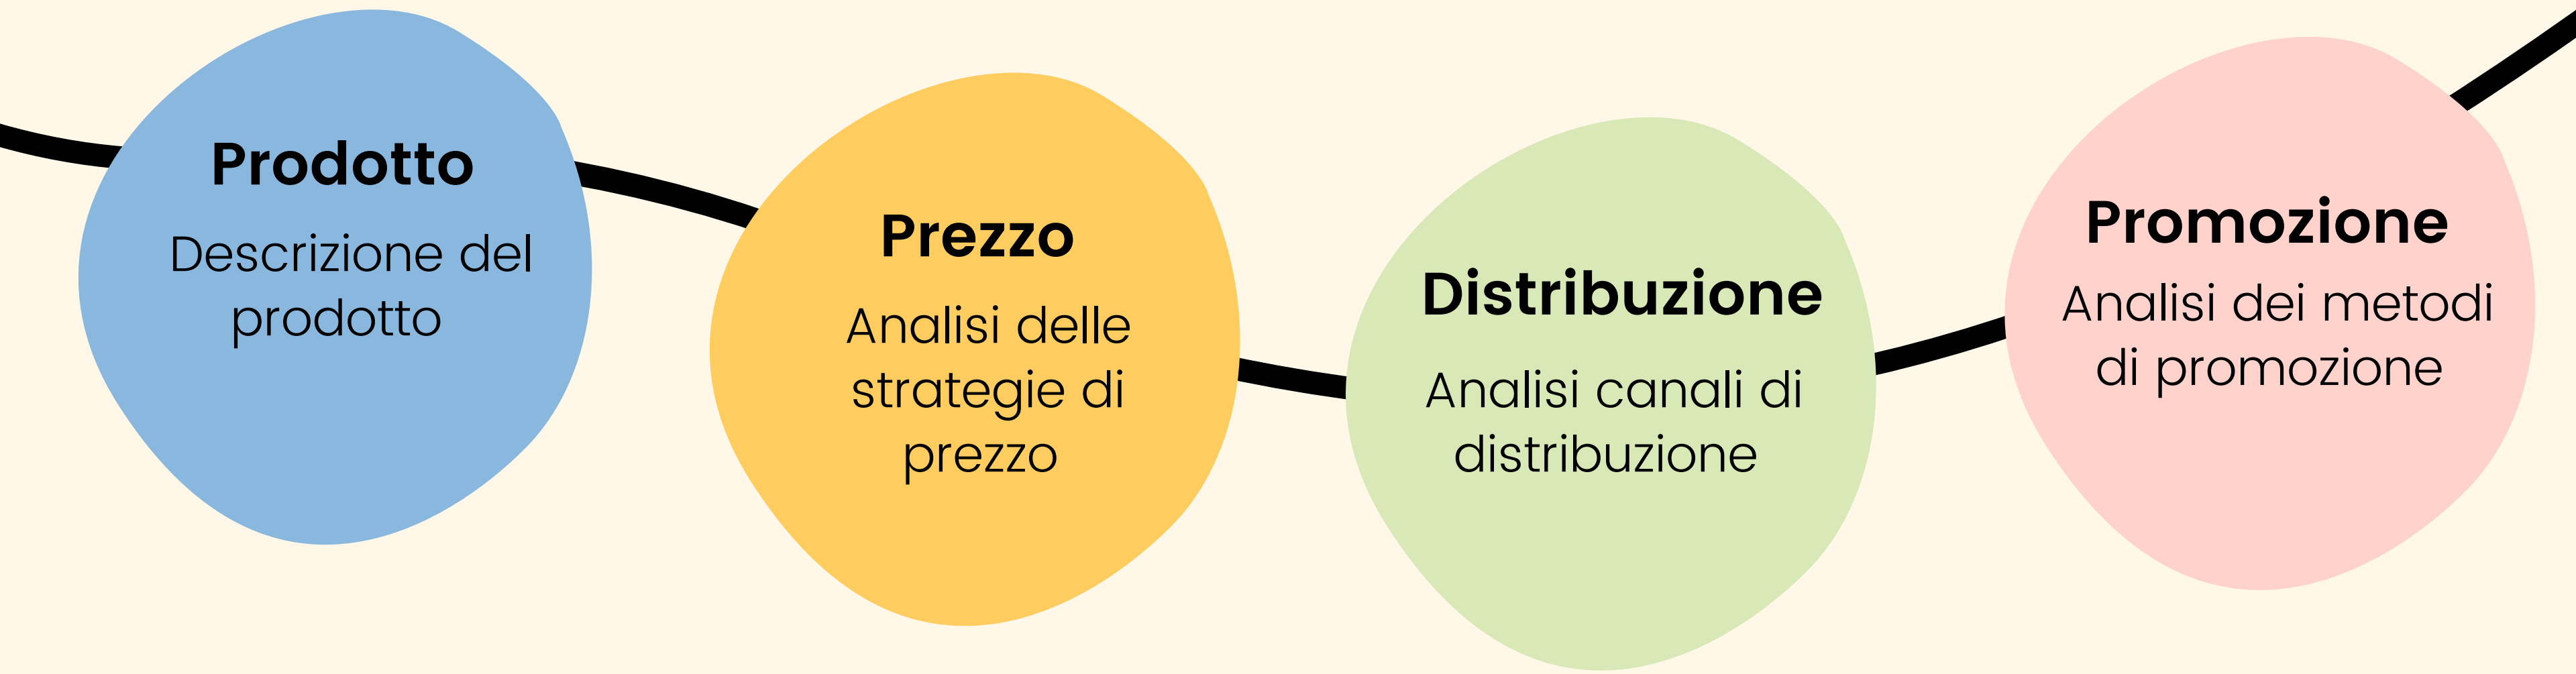 Prodotto
Descrizione del
prodotto
Prezzo
Analisi delle
strategie di
prezzo
Distribuzione
Analisi canali di
distribuzione
Promozione
Analisi dei metodi
di promozione